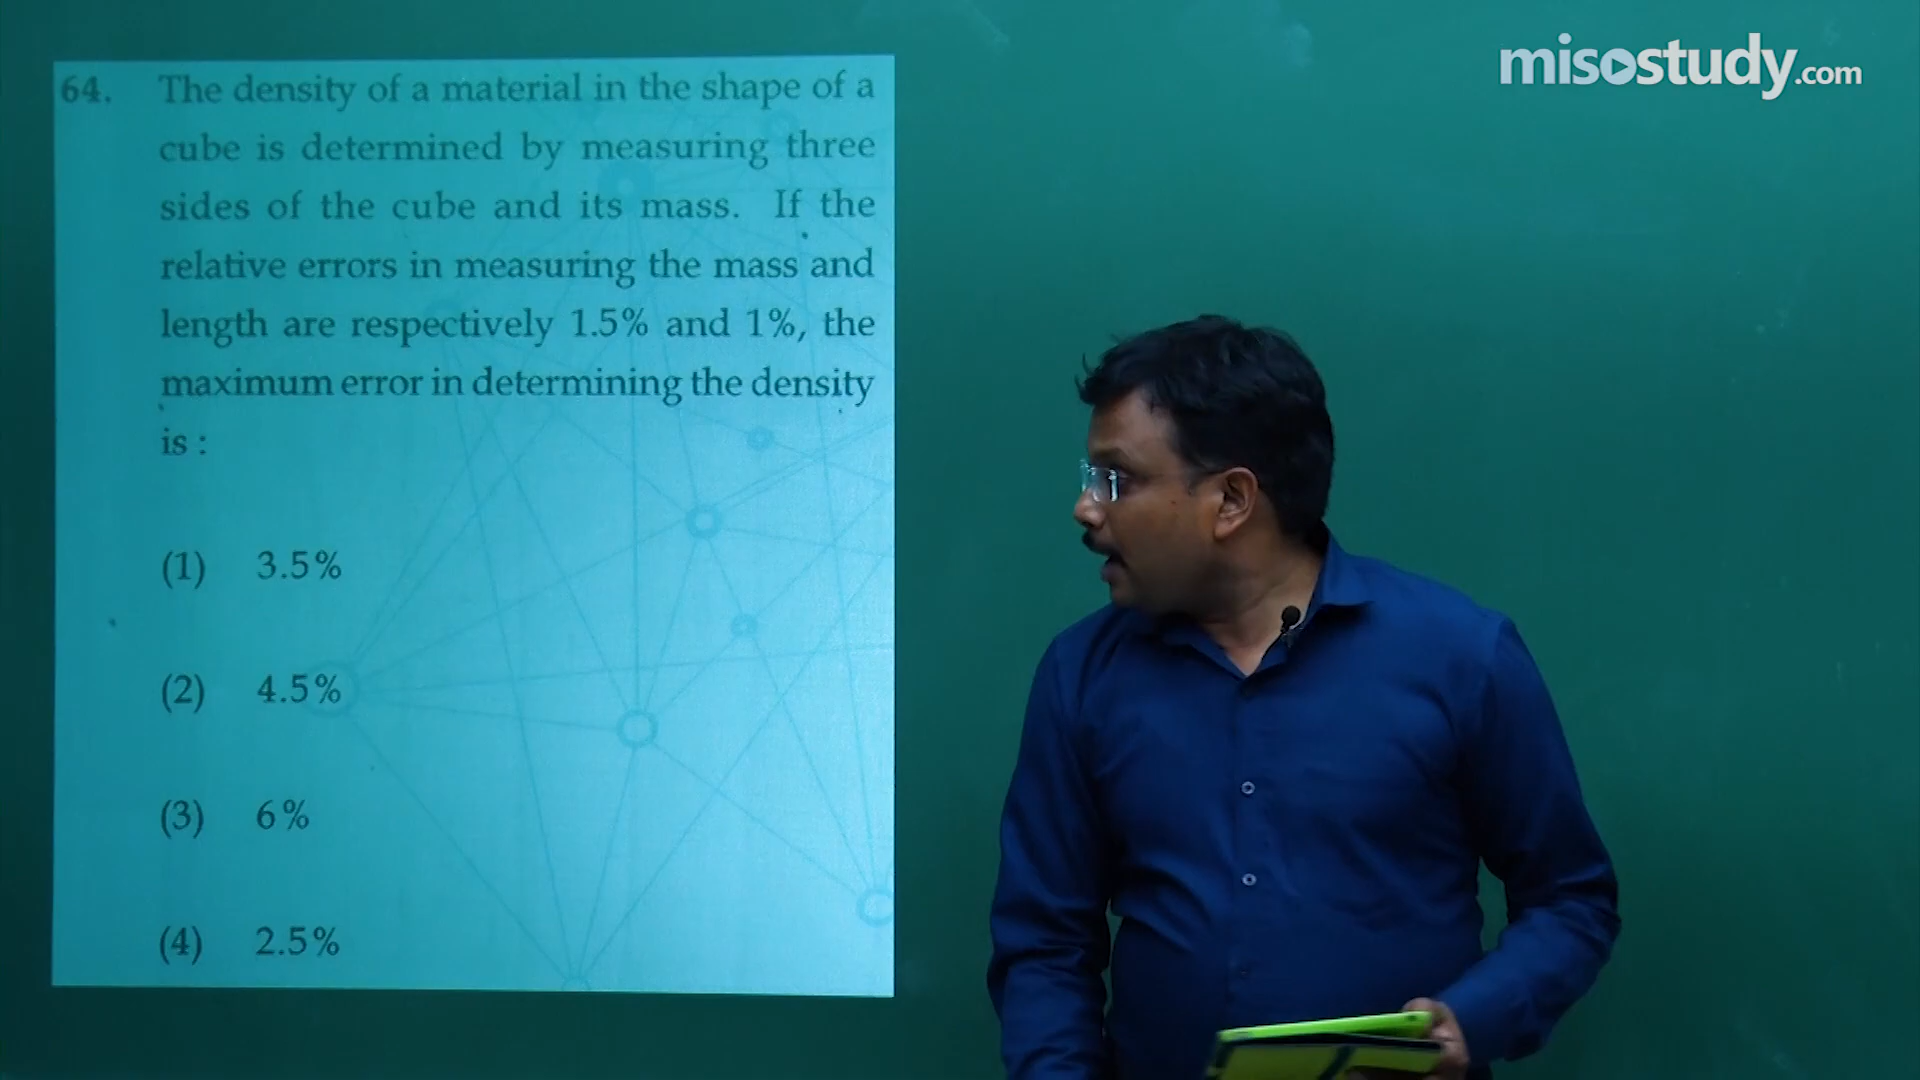 misostudy.com
64. The density of a material in the shape of a
cube is determined by measuring three
sides of the cube and its mass. If the
relative errors in measuring the mass and
length are respectively 1.5% and 1%, the
maximum error in determining the density
is :
(1) 3.5%
(2) 4.5%
(3) 6%
(4) 2.5%